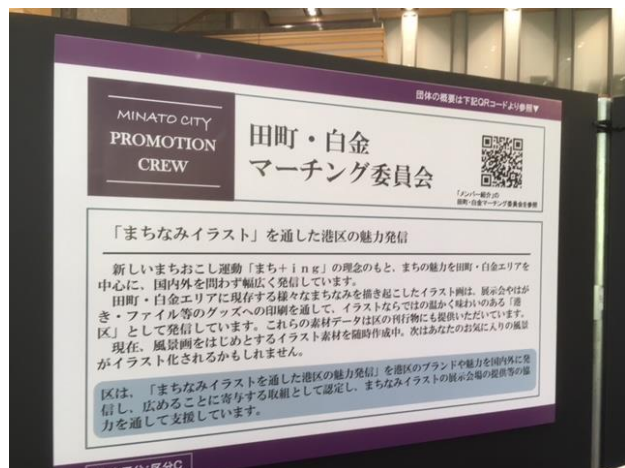 団体の概要は下記QRコードより参照▼
MINATO CITY
PROMOTION
CREW
田町・白金
マーチング委員会
「メンバー紹介」の
田町・白金マーチング委員会を参照
「まちなみイラスト」を通した港区の魅力発信
新しいまちおこし運動「まち+ing」の理念のもと、まちの魅力を田町・白金エリアを
中心に、国内外を問わず幅広く発信しています。
田町・白金エリアに現存する様々なまちなみを描き起こしたイラスト画は、展示会やはが
き・ファイル等のグッズへの印刷を通して、イラストならではの温かく味わいのある「港
区」として発信しています。これらの素材データは区の刊行物にも提供いただいています。
現在、風景画をはじめとするイラスト素材を随時作成中。次はあなたのお気に入りの風景
がイラスト化されるかもしれません。
区は、「まちなみイラストを通した港区の魅力発信」を港区のブランドや魅力を国内外に発
信し、広めることに寄与する取組として認定し、まちなみイラストの展示会場の提供等の協
力を通して支援しています。